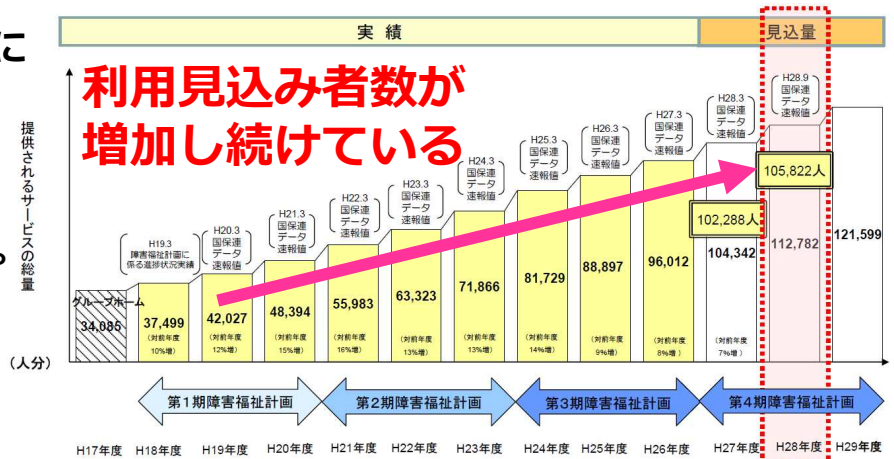 に
。
実 績
見込量
利用見込み者数が
増加し続けている
提供されるサービスの総量
(人分)
グループホーム
34,085
H19.3
障害福祉計画に
係る進捗状況実績
37,499
(対前年度
10%増)
H20.3
国保連
データ
速報値
42,027
(対前年度
12%増)
H21.3
国保連
データ
速報値
48,394
(対前年度
15%増)
H22.3
国保連
データ
速報値
55,983
(対前年度
16%増)
H23.3
国保連
データ
速報値
63,323
(対前年度
13%増)
H24.3
国保連
データ
速報値
71,866
(対前年度
13%増)
H25.3
国保連
データ
速報値
81,729
(対前年度
14%増)
H26.3
国保連
データ
速報値
88,897
(対前年度
9%増)
H27.3
国保連
データ
速報値
96,012
(対前年度
8%増)
H28.3
国保連
データ
速報値
102,288人
104,342
(対前年度
7%増)
H28.9
国保連
データ
速報値
105,822人
112,782
121,599
第1期障害福祉計画
第2期障害福祉計画
第3期障害福祉計画
第4期障害福祉計画
H17年度 H18年度 H19年度 H20年度 H21年度 H22年度 H23年度 H24年度 H25年度 H26年度 H27年度 H28年度 H29年度